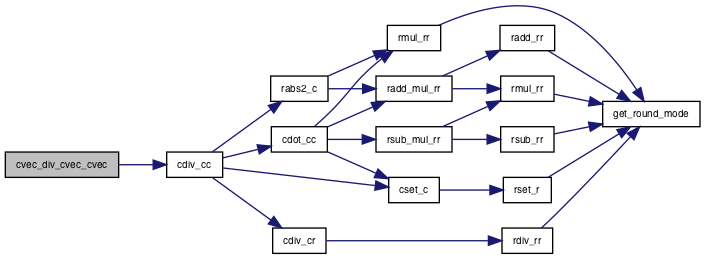 cvec_div_cvec_cvec
cdiv_cc
rabs2_c
cdot_cc
cdiv_cr
rmul_rr
radd_mul_rr
rsub_mul_rr
cset_c
radd_rr
rmul_rr
rsub_rr
rset_r
rdiv_rr
get_round_mode